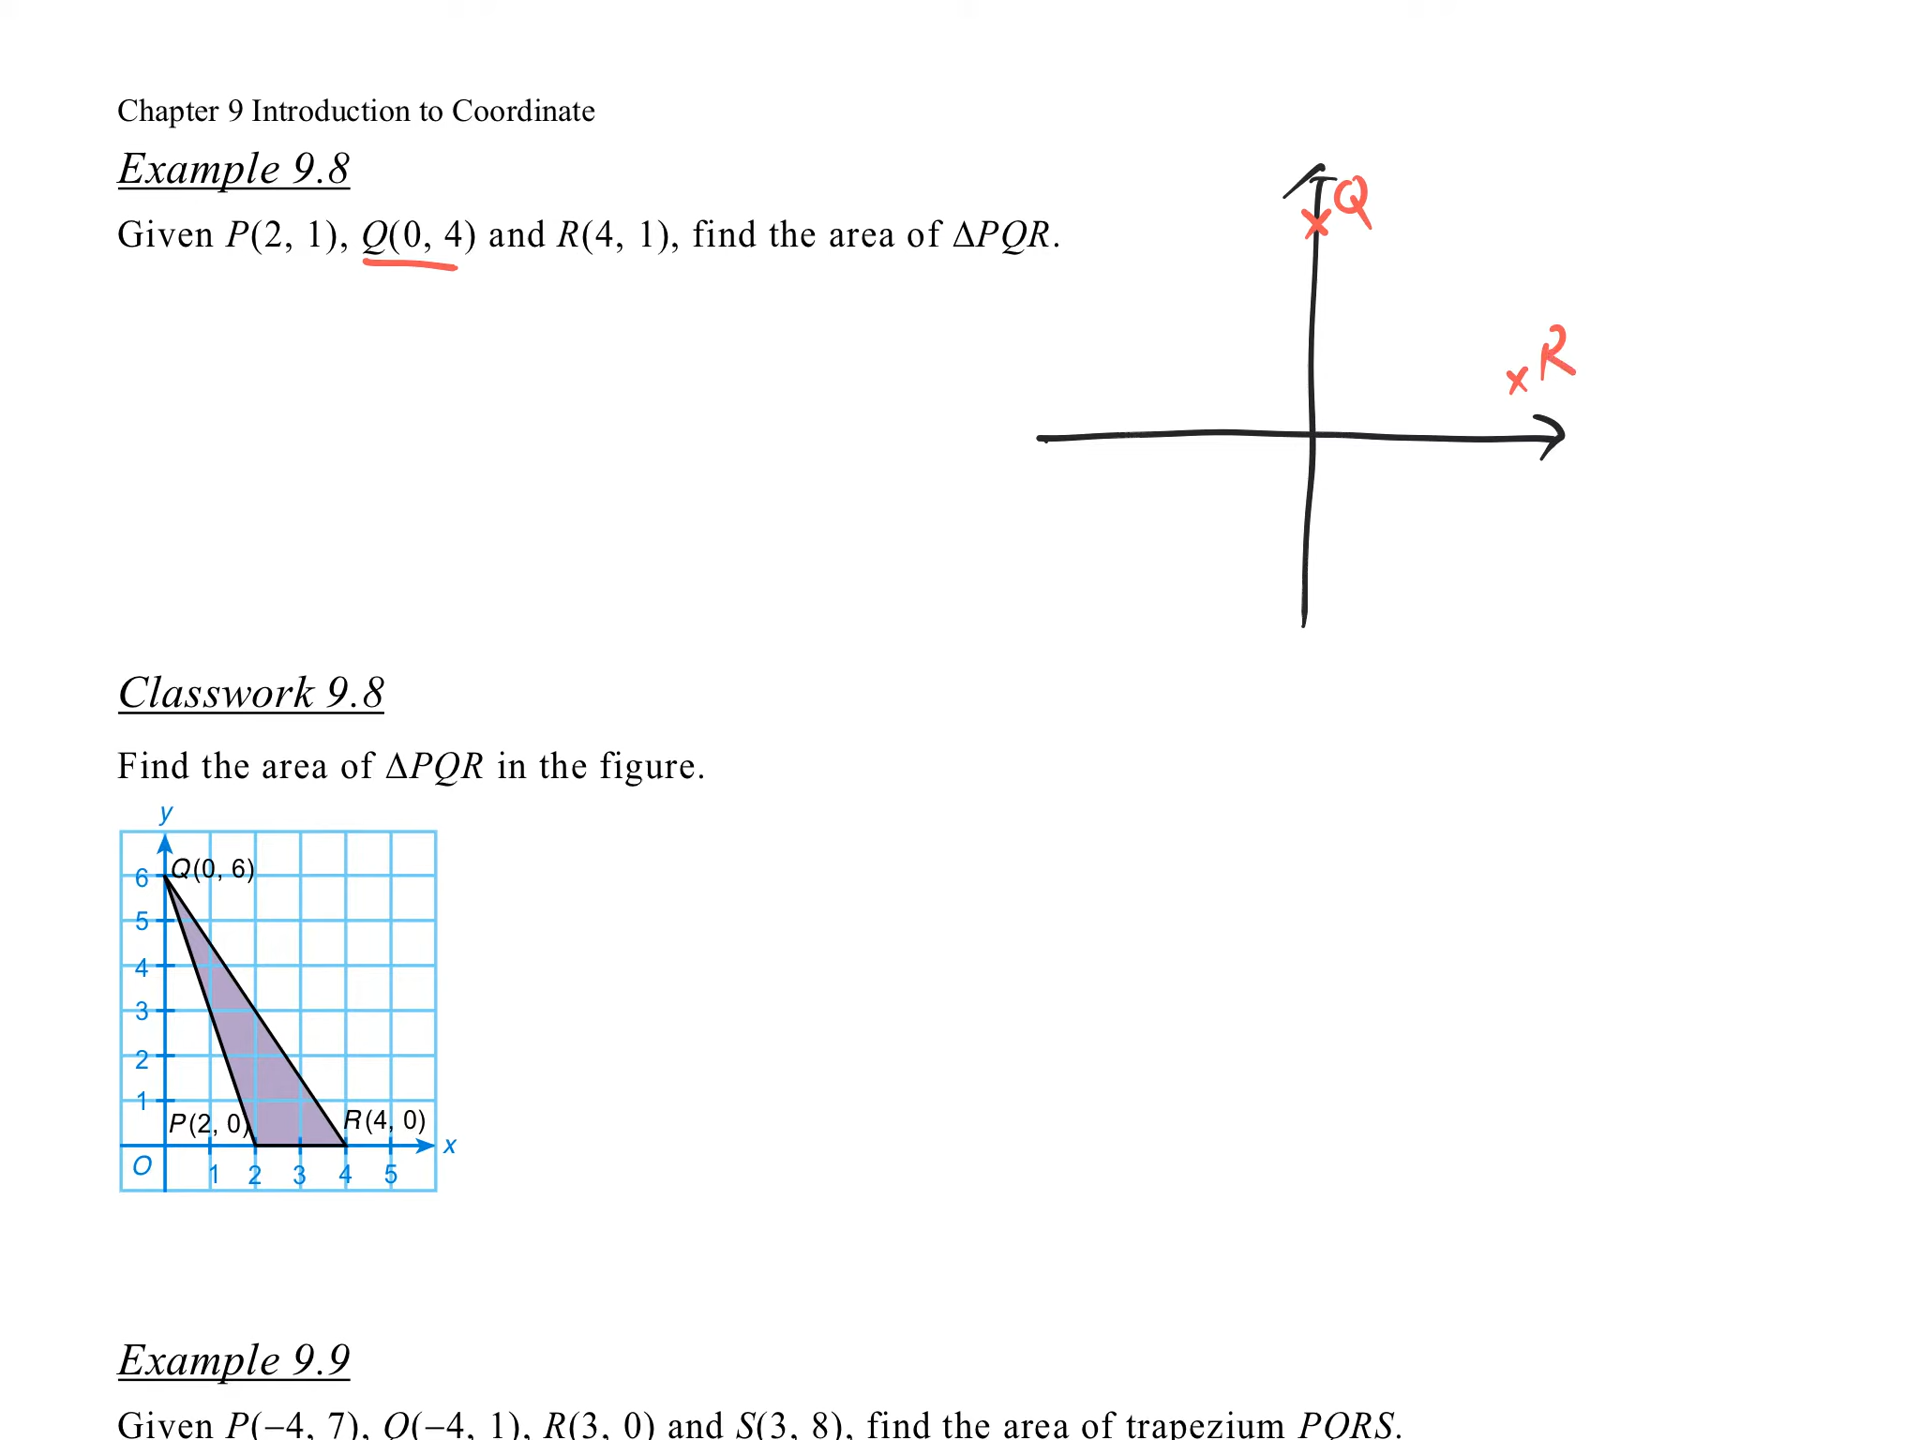 Chapter 9 Introduction to Coordinate
Example 9.8
Given P(2, 1), Q(0, 4) and R(4, 1), find the area of ΔPQR.
Q
R
Classwork 9.8
Find the area of ΔPQR in the figure.
y
6 Q(0, 6)
5
4
3
2
1
P(2, 0) R(4, 0)
x
O 1 2 3 4 5
Example 9.9
Given P(−4, 7), Q(−4, 1), R(3, 0) and S(3, 8), find the area of trapezium PQRS.